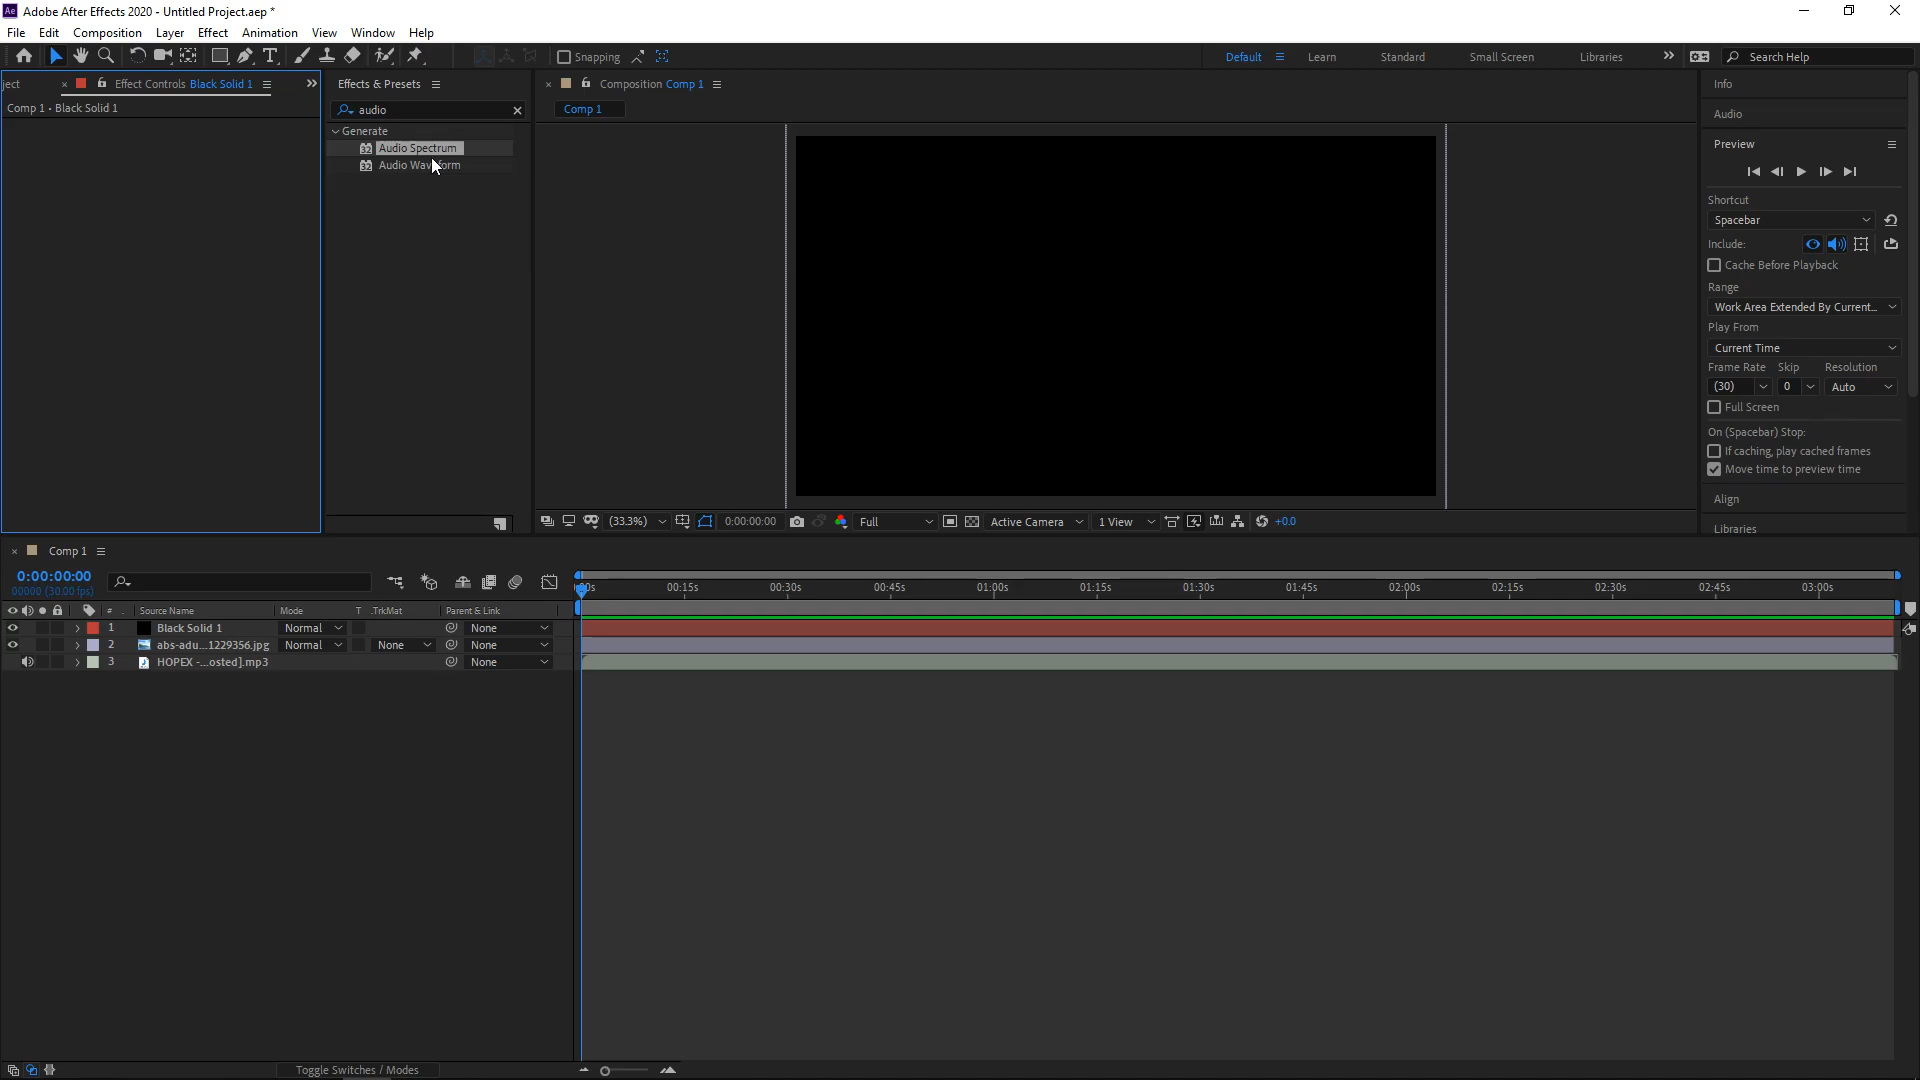 Adobe After Effects 2020 - Untitled Project.aep *
File Edit Composition Layer Effect Animation View Window Help
Snapping Default Learn Standard Small Screen Libraries Search Help
ject Effect Controls Black Solid 1
Comp 1 • Black Solid 1
Effects & Presets
audio
Generate
Audio Spectrum
Audio Waveform
Composition Comp 1
Comp 1
(33.3%) 0:00:00:00 Full Active Camera 1 View +0.0
Info
Audio
Preview
Shortcut
Spacebar
Include:
Cache Before Playback
Range
Work Area Extended By Current...
Play From
Current Time
Frame Rate Skip Resolution
(30) 0 Auto
Full Screen
On (Spacebar) Stop:
If caching, play cached frames
Move time to preview time
Align
Libraries
Comp 1
0:00:00:00
00000 (30.00 fps)
00s 00:15s 00:30s 00:45s 01:00s 01:15s 01:30s 01:45s 02:00s 02:15s 02:30s 02:45s 03:00s
# Source Name Mode T .TrkMat Parent & Link
1 Black Solid 1 Normal None
2 abs-adu...1229356.jpg Normal None None
3 HOPEX -...osted].mp3 None
Toggle Switches / Modes